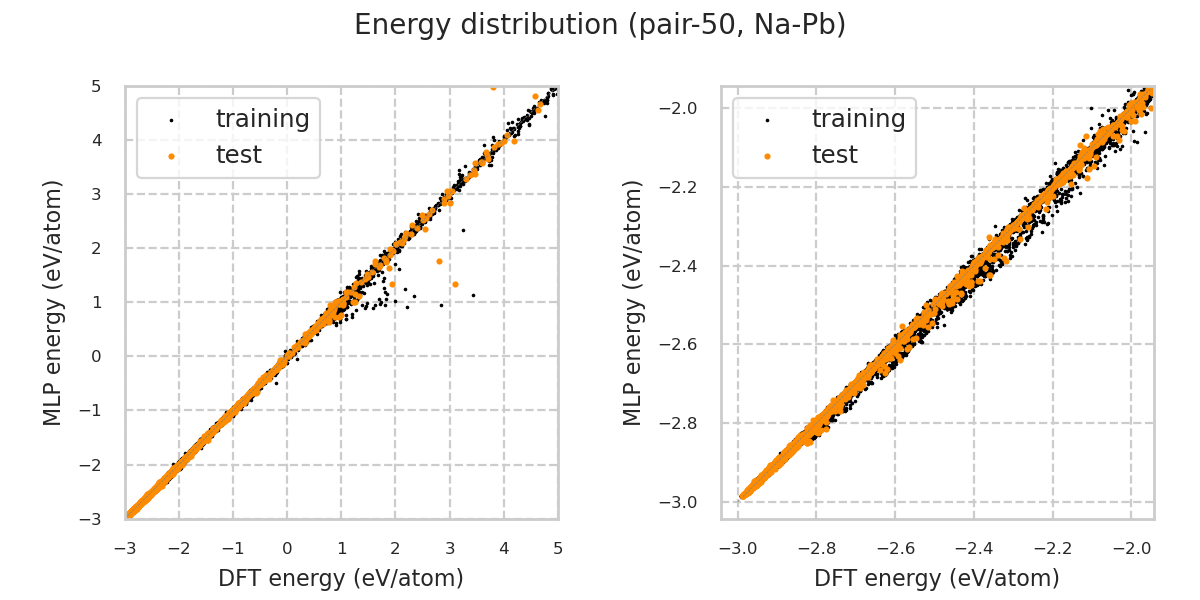 Energy distribution (pair-50, Na-Pb)
training
test
MLP energy (eV/atom)
5
4
3
2
1
0
−1
−2
−3
−3 −2 −1 0 1 2 3 4 5
DFT energy (eV/atom)
training
test
MLP energy (eV/atom)
−2.0
−2.2
−2.4
−2.6
−2.8
−3.0
−3.0 −2.8 −2.6 −2.4 −2.2 −2.0
DFT energy (eV/atom)